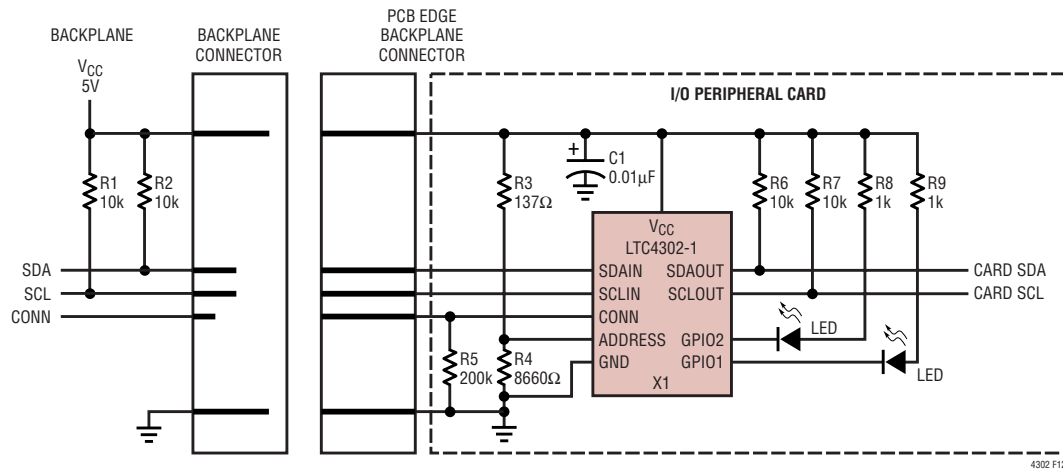 BACKPLANE
BACKPLANE
CONNECTOR
PCB EDGE
BACKPLANE
CONNECTOR
VCC
5V
I/O PERIPHERAL CARD
R1
10k
R2
10k
R3
137Ω
+
C1
0.01µF
R6
10k
R7
10k
R8
1k
R9
1k
VCC
LTC4302-1
SDA
SDAIN
SDAOUT
CARD SDA
SCL
SCLIN
SCLOUT
CARD SCL
CONN
CONN
LED
ADDRESS
GPIO2
R5
200k
R4
8660Ω
GND
GPIO1
LED
X1